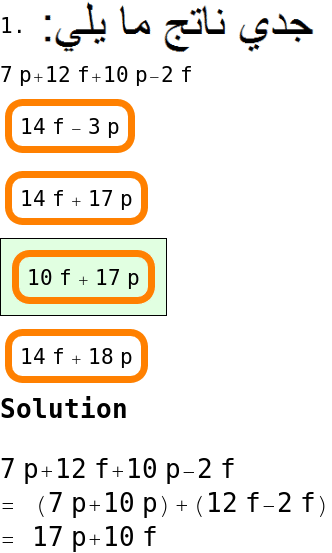 1. جدي ناتج ما يلي:
7 p+12 f+10 p−2 f
14 f − 3 p
14 f + 17 p
10 f + 17 p
14 f + 18 p
Solution
7 p+12 f+10 p−2 f
= (7 p+10 p)+(12 f−2 f)
= 17 p+10 f